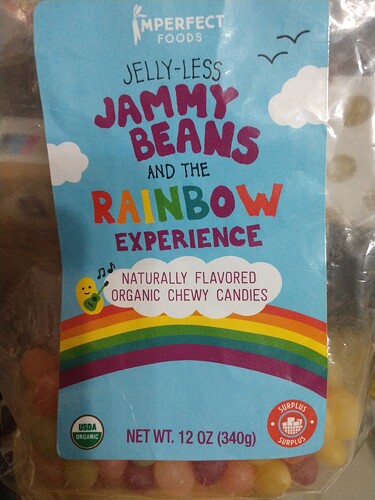 IMPERFECT
FOODS
JELLY-LESS
JAMMY
BEANS
AND THE
RAINBOW
EXPERIENCE
NATURALLY FLAVORED
ORGANIC CHEWY CANDIES
USDA
ORGANIC
SURPLUS
SURPLUS
NET WT. 12 OZ (340g)